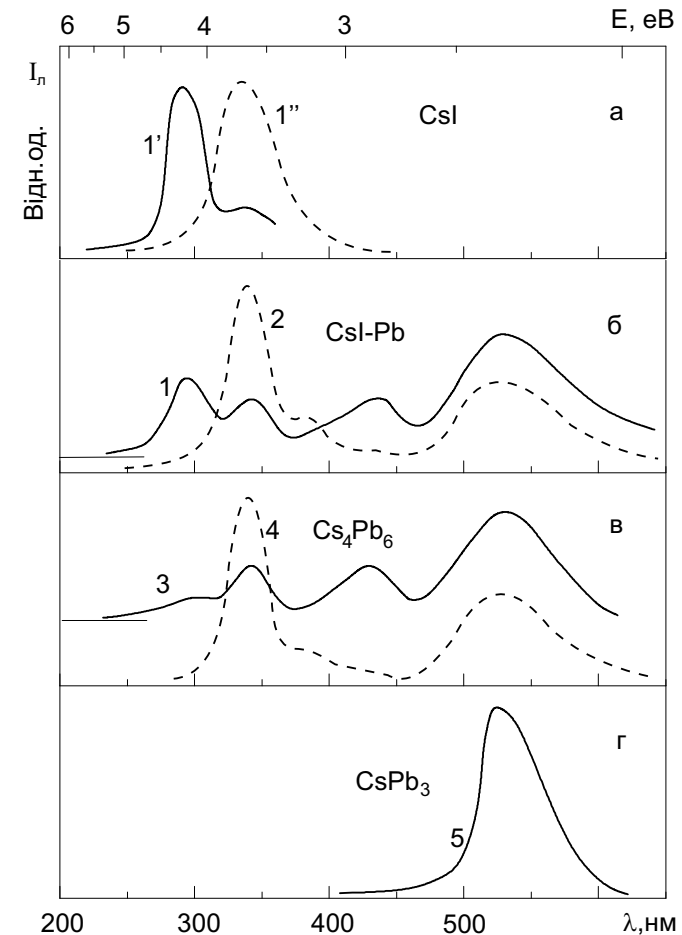 6 5 4 3 E, еВ
Iл
Відн.од.
1’ 1’’ CsI а
1 2 CsI-Pb б
3 4 Cs4Pb6 в
CsPb3 г
5
200 300 400 500 λ,нм